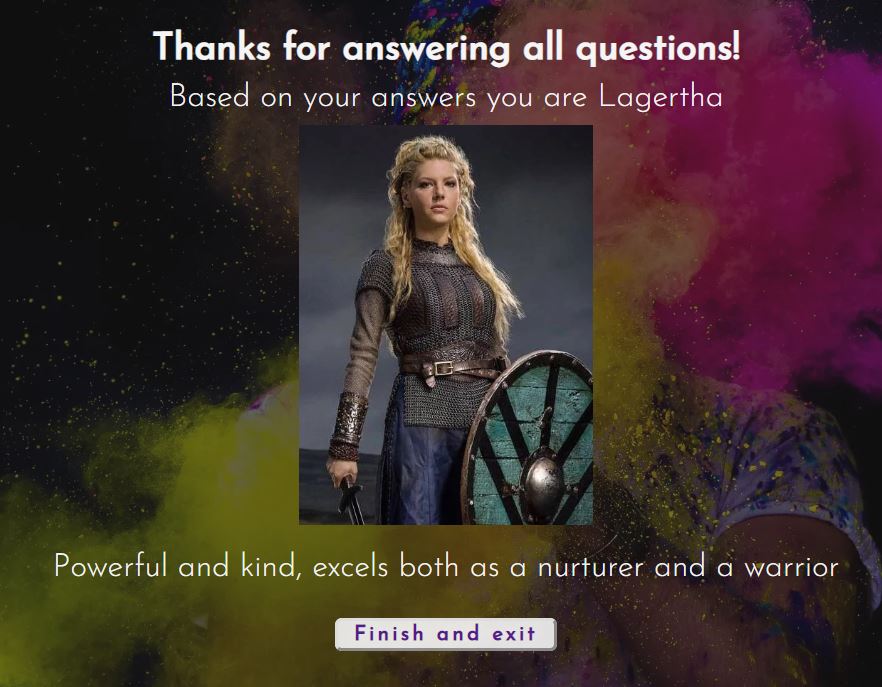 Thanks for answering all questions!
Based on your answers you are Lagertha
Powerful and kind, excels both as a nurturer and a warrior
Finish and exit